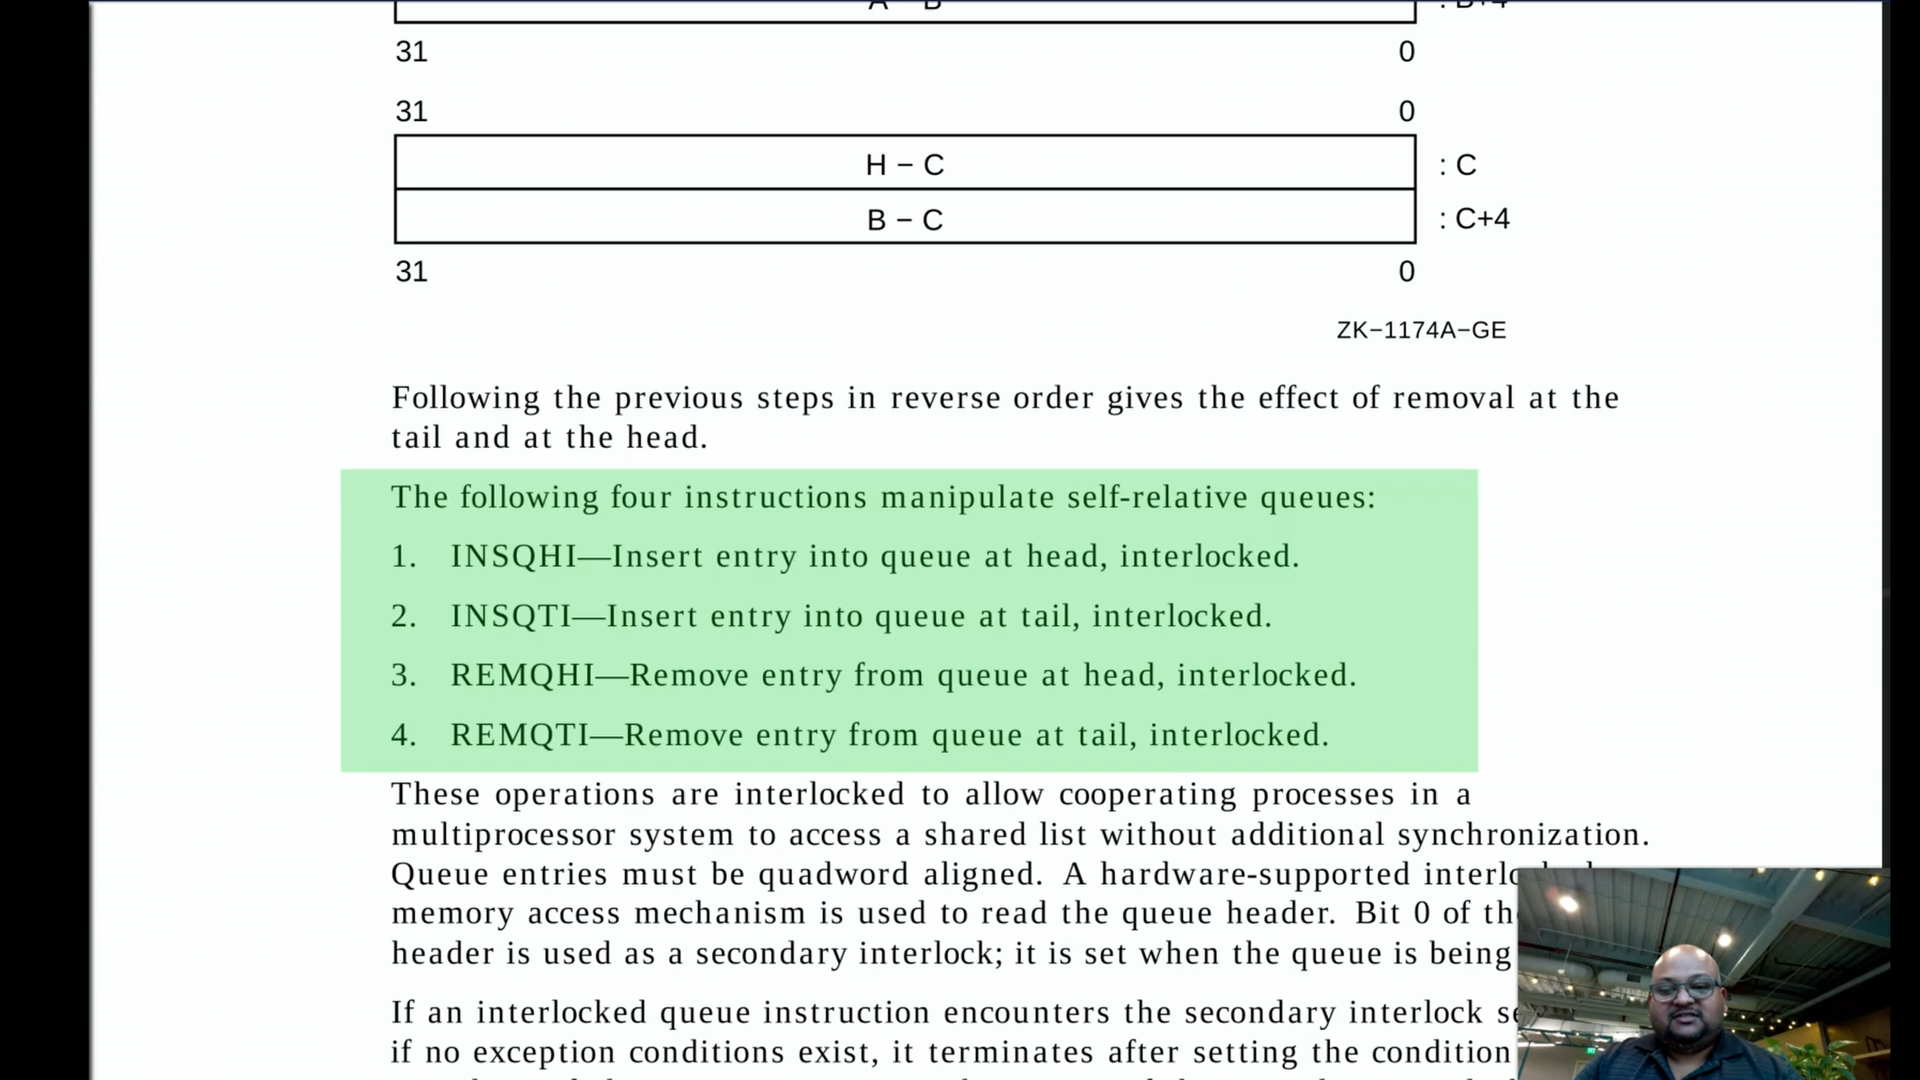 31 0
31 0
H − C : C
B − C : C+4
31 0
ZK−1174A−GE
Following the previous steps in reverse order gives the effect of removal at the
tail and at the head.
The following four instructions manipulate self-relative queues:
1. INSQHI—Insert entry into queue at head, interlocked.
2. INSQTI—Insert entry into queue at tail, interlocked.
3. REMQHI—Remove entry from queue at head, interlocked.
4. REMQTI—Remove entry from queue at tail, interlocked.
These operations are interlocked to allow cooperating processes in a
multiprocessor system to access a shared list without additional synchronization.
Queue entries must be quadword aligned. A hardware-supported
memory access mechanism is used to read the queue header. Bit 0 of
header is used as a secondary interlock; it is set when the queue is being
If an interlocked queue instruction encounters the secondary interlock
if no exception conditions exist, it terminates after setting the condition